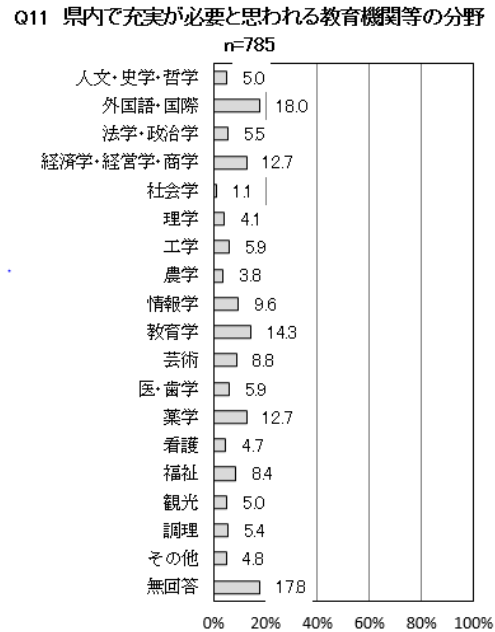 Q11 県内で充実が必要と思われる教育機関等の分野
n=785
人文・史学・哲学 5.0
外国語・国際 18.0
法学・政治学 5.5
経済学・経営学・商学 12.7
社会学 1.1
理学 4.1
工学 5.9
農学 3.8
情報学 9.6
教育学 14.3
芸術 8.8
医・歯学 5.9
薬学 12.7
看護 4.7
福祉 8.4
観光 5.0
調理 5.4
その他 4.8
無回答 17.8
0% 20% 40% 60% 80% 100%